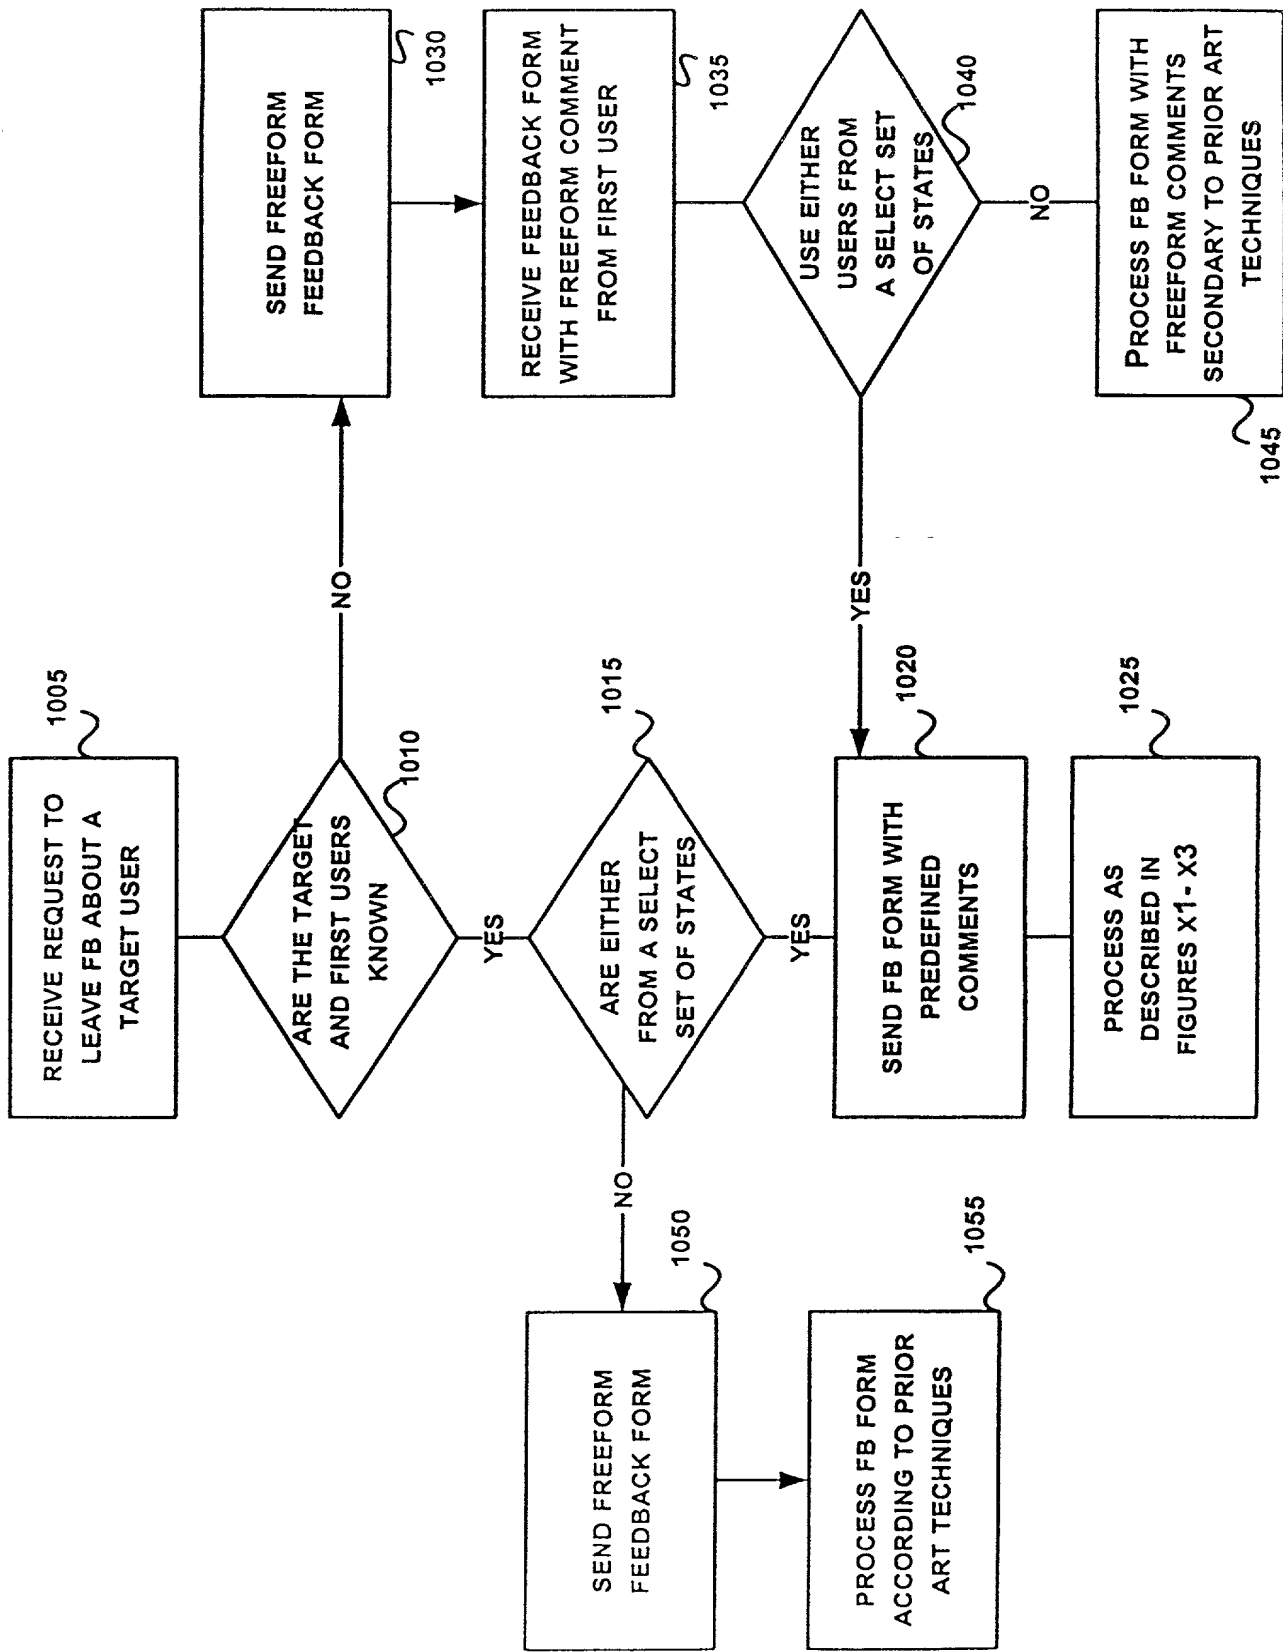 RECEIVE REQUEST TO
LEAVE FB ABOUT A
TARGET USER
1005
ARE THE TARGET
AND FIRST USERS
KNOWN
1010
NO
YES
SEND FREEFORM
FEEDBACK FORM
1030
RECEIVE FEEDBACK FORM
WITH FREEFORM COMMENT
FROM FIRST USER
1035
ARE EITHER
FROM A SELECT
SET OF STATES
1015
NO
YES
USE EITHER
USERS FROM
A SELECT SET
OF STATES
1040
YES
NO
SEND FREEFORM
FEEDBACK FORM
1050
PROCESS FB FORM
ACCORDING TO PRIOR
ART TECHNIQUES
1055
SEND FB FORM WITH
PREDEFINED
COMMENTS
1020
PROCESS AS
DESCRIBED IN
FIGURES X1- X3
1025
PROCESS FB FORM WITH
FREEFORM COMMENTS
SECONDARY TO PRIOR ART
TECHNIQUES
1045